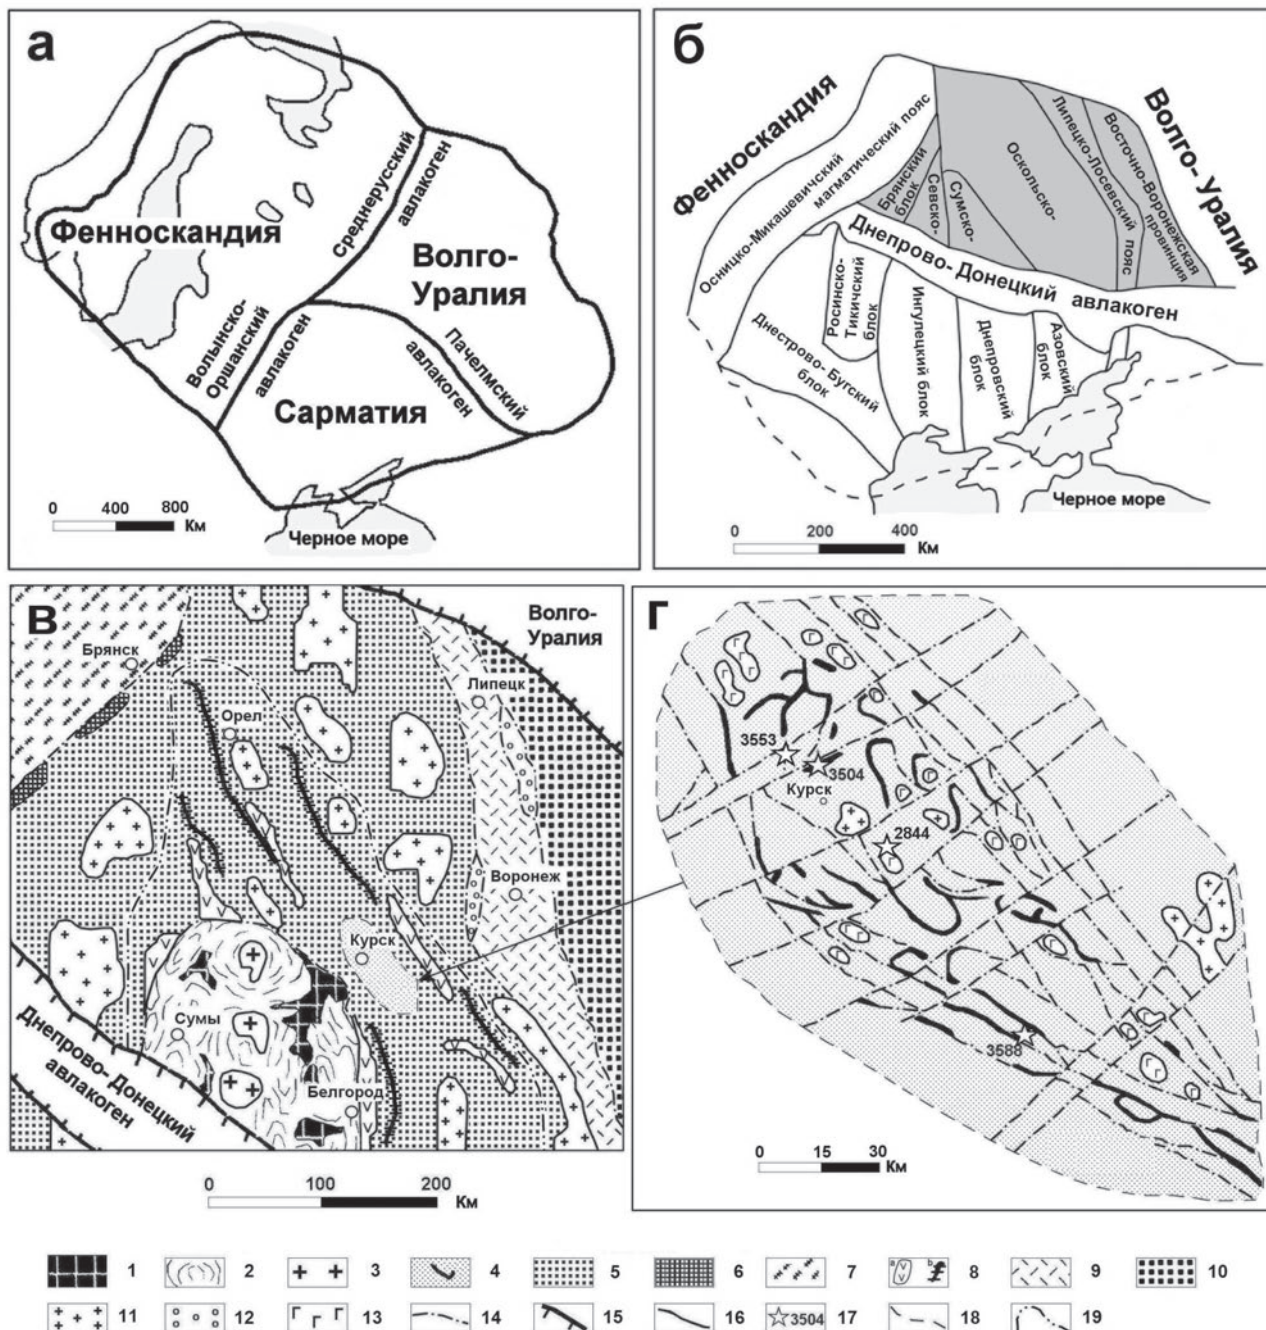 а
Фенноскандия
Среднерусский
авлакоген
Волго-
Уралия
Волынско-
Оршанский
авлакоген
Пачелмский
авлакоген
Сарматия
0 400 800
Км
Черное море
б
Фенноскандия
Волго-Уралия
Осницко-Микашевичский
магматический пояс
Брянский
блок
Севско-
Сумско-
Оскольско-
Липецко-Лосевский пояс
Восточно-Воронежская
провинция
Днепрово-Донецкий авлакоген
Росинско-
Тикичский
блок
Днестрово-Бугский
блок
Ингулецкий блок
Днепровский
блок
Азовский
блок
Черное море
0 200 400
Км
в
Волго-
Уралия
Брянск
Липецк
Орел
Воронеж
Курск
Сумы
Белгород
Днепрово-Донецкий
авлакоген
0 100 200
Км
г
3553
3504
Курск
2844
3588
0 15 30
Км
1 2 3 4 5 6 7 a b 8 9 10
11 12 13 14 15 16 3504 17 18 19